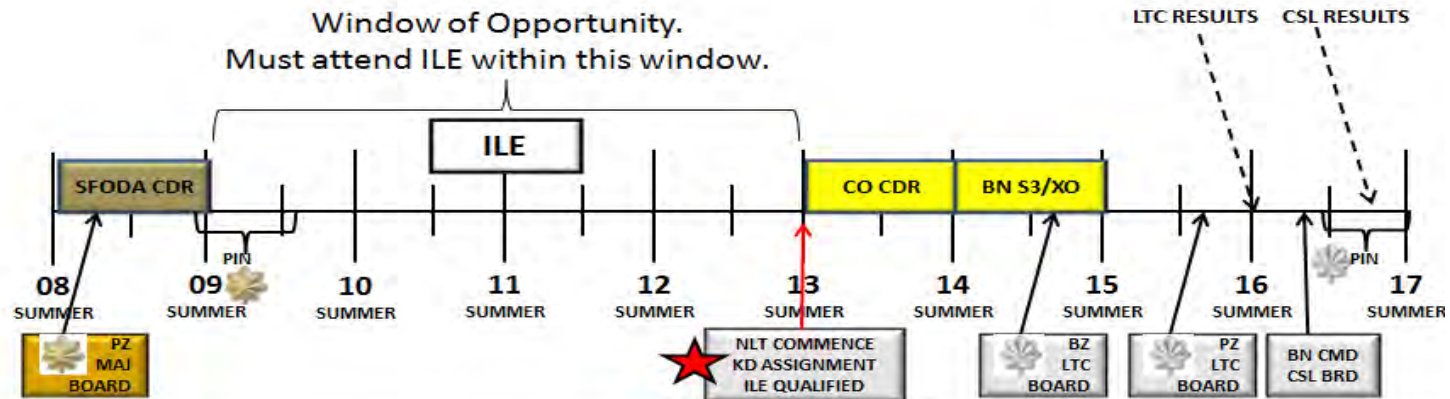 Window of Opportunity.
Must attend ILE within this window.
LTC RESULTS
CSL RESULTS
ILE
SFODA CDR
CO CDR
BN S3/XO
PIN
PIN
08
SUMMER
09
SUMMER
10
SUMMER
11
SUMMER
12
SUMMER
13
SUMMER
14
SUMMER
15
SUMMER
16
SUMMER
17
SUMMER
PZ
MAJ
BOARD
NLT COMMENCE
KD ASSIGNMENT
ILE QUALIFIED
BZ
LTC
BOARD
PZ
LTC
BOARD
BN CMD
CSL BRD